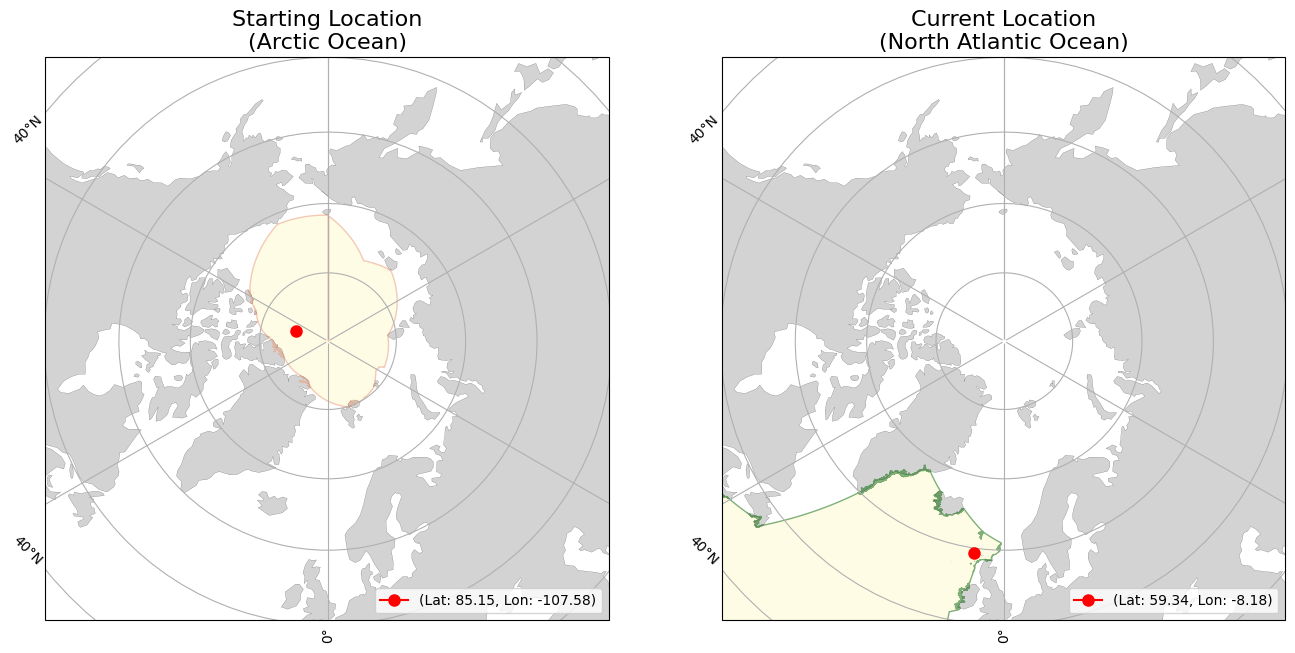 Starting Location
(Arctic Ocean)
40°N
40°N
0°
(Lat: 85.15, Lon: -107.58)
Current Location
(North Atlantic Ocean)
40°N
40°N
0°
(Lat: 59.34, Lon: -8.18)